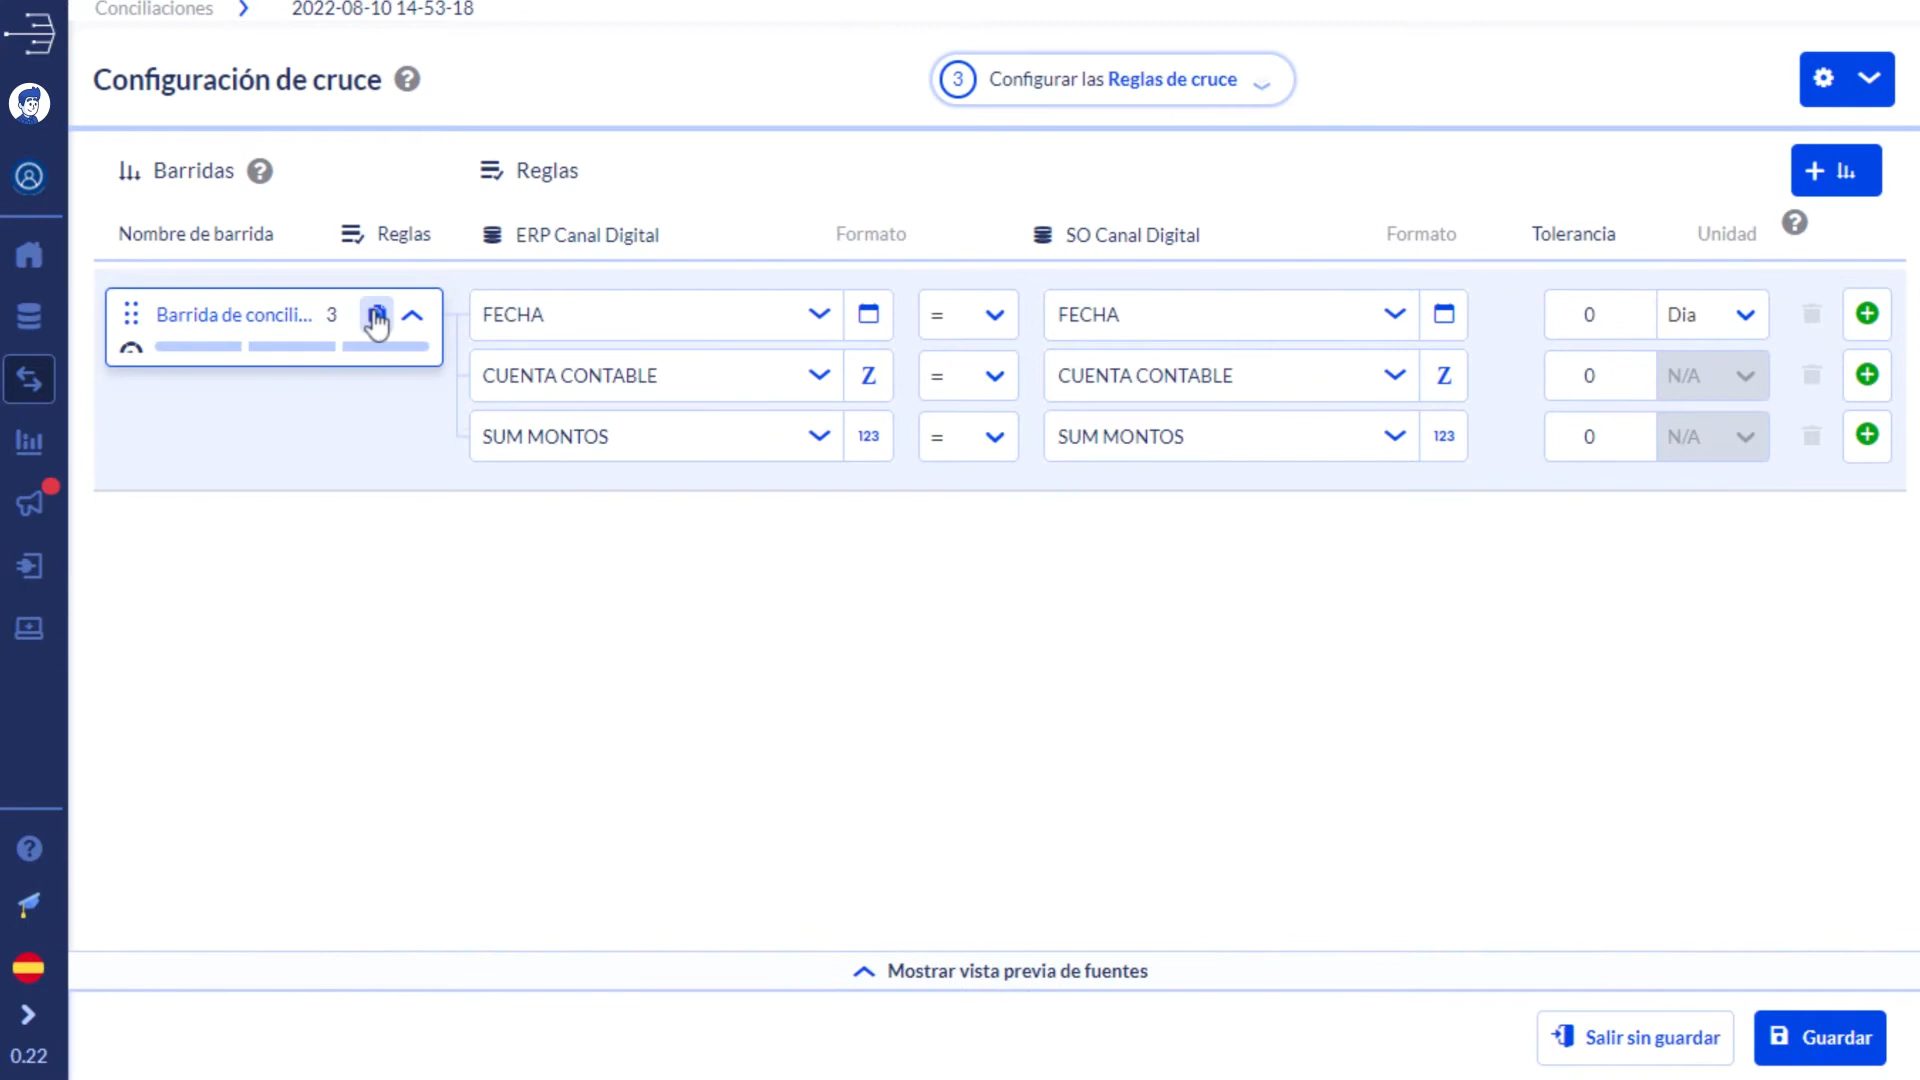 Conciliaciones 2022-08-10 14-53-18
Configuración de cruce ?
3 Configurar las Reglas de cruce
Barridas ? Reglas
Nombre de barrida Reglas ERP Canal Digital Formato SO Canal Digital Formato Tolerancia Unidad ?
Barrida de concili... 3 FECHA = FECHA 0 Dia
CUENTA CONTABLE Z = CUENTA CONTABLE Z 0 N/A
SUM MONTOS 123 = SUM MONTOS 123 0 N/A
Mostrar vista previa de fuentes
Salir sin guardar Guardar
?
0.22